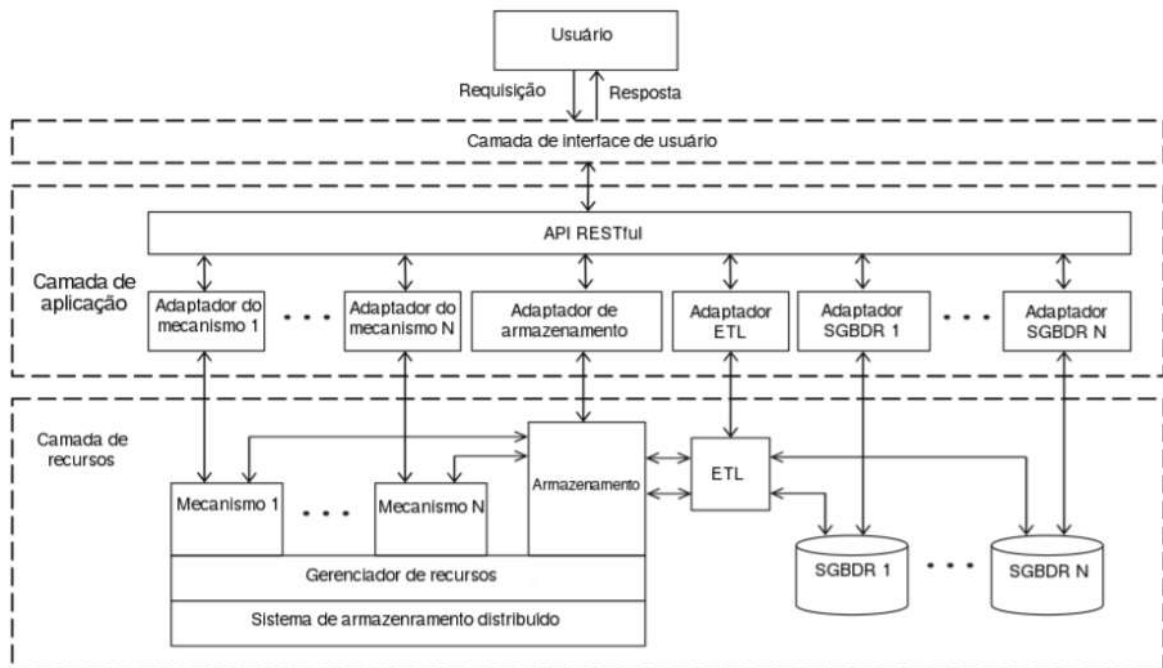 Usuário
Requisição
Resposta
Camada de interface de usuário
API RESTful
Camada de
aplicação
Adaptador do
mecanismo 1
Adaptador do
mecanismo N
Adaptador de
armazenamento
Adaptador
ETL
Adaptador
SGBDR 1
Adaptador
SGBDR N
Camada de
recursos
Mecanismo 1
Mecanismo N
Armazenamento
ETL
SGBDR 1
SGBDR N
Gerenciador de recursos
Sistema de armazenramento distribuído